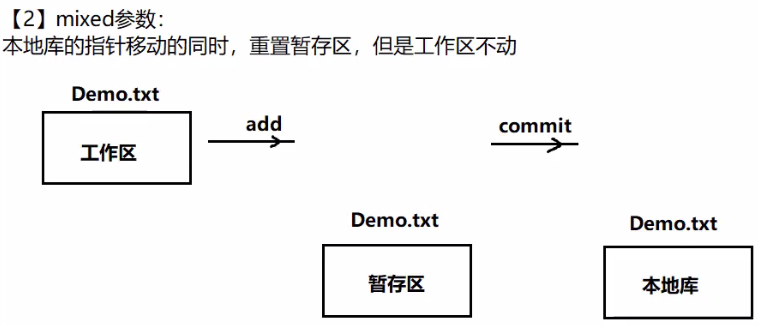 【2】mixed参数：
本地库的指针移动的同时，重置暂存区，但是工作区不动
Demo.txt
工作区
add
commit
Demo.txt
暂存区
Demo.txt
本地库